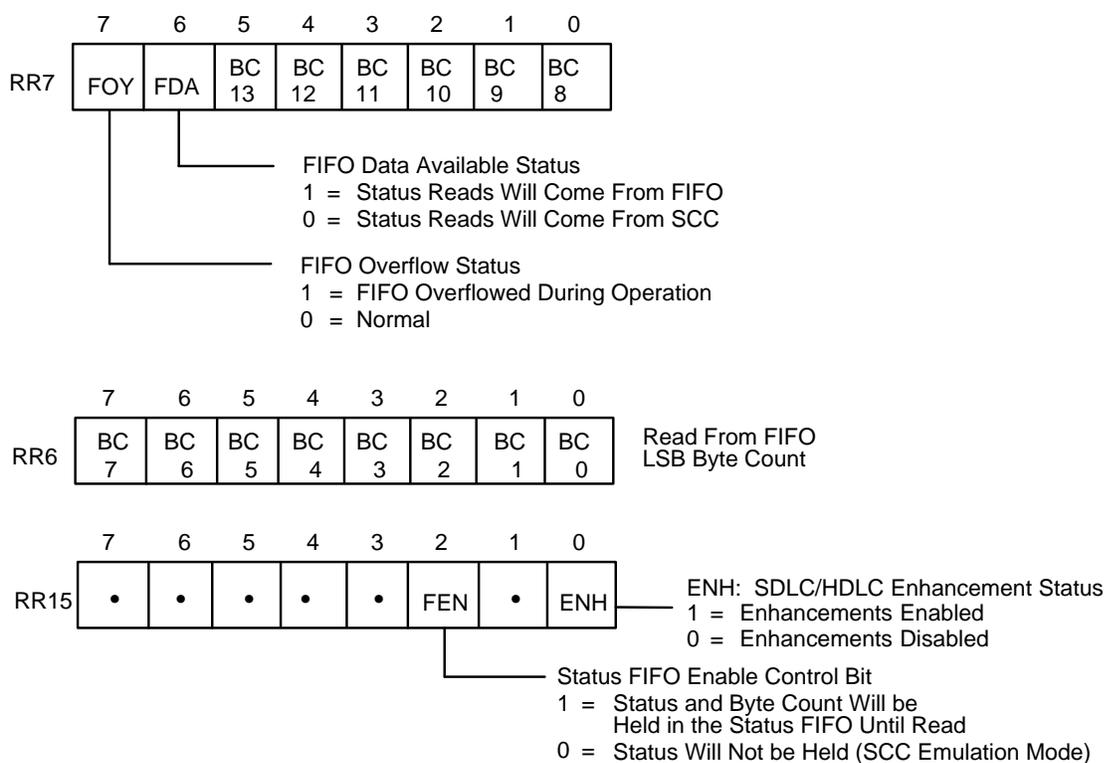 7 6 5 4 3 2 1 0
RR7 FOY FDA BC 13 BC 12 BC 11 BC 10 BC 9 BC 8
FIFO Data Available Status
1 = Status Reads Will Come From FIFO
0 = Status Reads Will Come From SCC
FIFO Overflow Status
1 = FIFO Overflowed During Operation
0 = Normal
7 6 5 4 3 2 1 0
RR6 BC 7 BC 6 BC 5 BC 4 BC 3 BC 2 BC 1 BC 0
Read From FIFO
LSB Byte Count
7 6 5 4 3 2 1 0
RR15 • • • • • FEN • ENH
ENH: SDLC/HDLC Enhancement Status
1 = Enhancements Enabled
0 = Enhancements Disabled
Status FIFO Enable Control Bit
1 = Status and Byte Count Will be
Held in the Status FIFO Until Read
0 = Status Will Not be Held (SCC Emulation Mode)